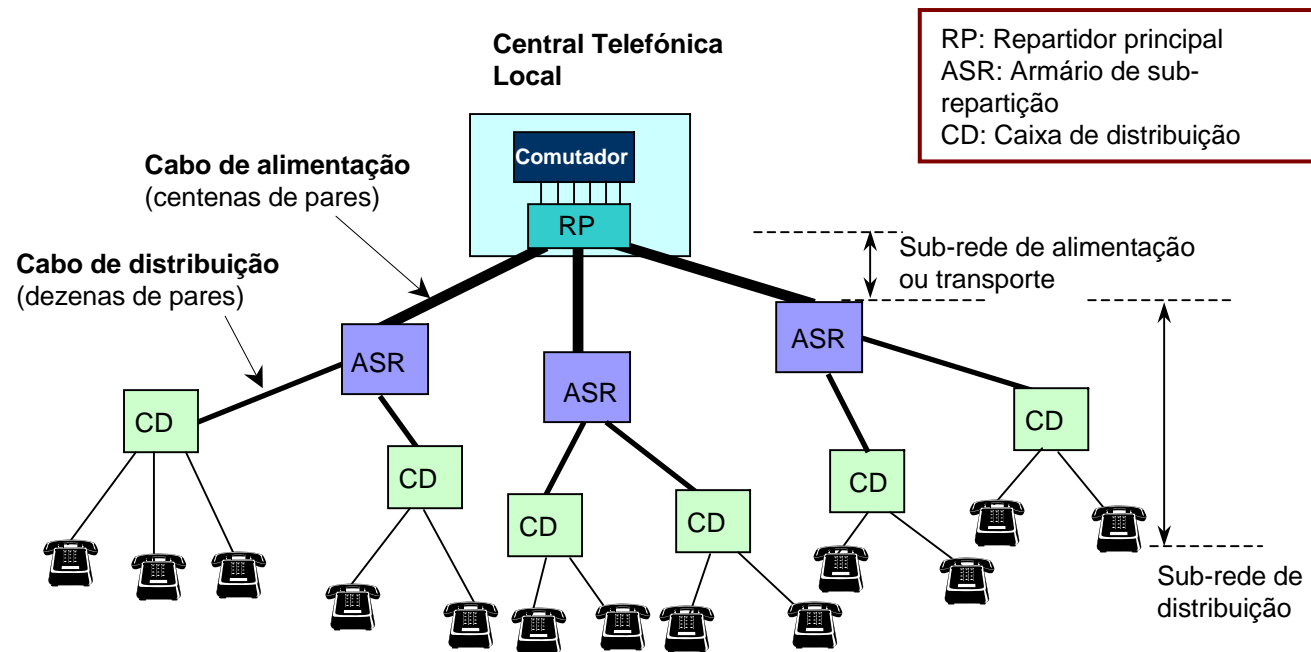 Central Telefónica
Local
RP: Repartidor principal
ASR: Armário de sub-
repartição
CD: Caixa de distribuição
Comutador
RP
Cabo de alimentação
(centenas de pares)
Cabo de distribuição
(dezenas de pares)
Sub-rede de alimentação
ou transporte
ASR
ASR
ASR
CD
CD
CD
CD
CD
CD
Sub-rede de
distribuição